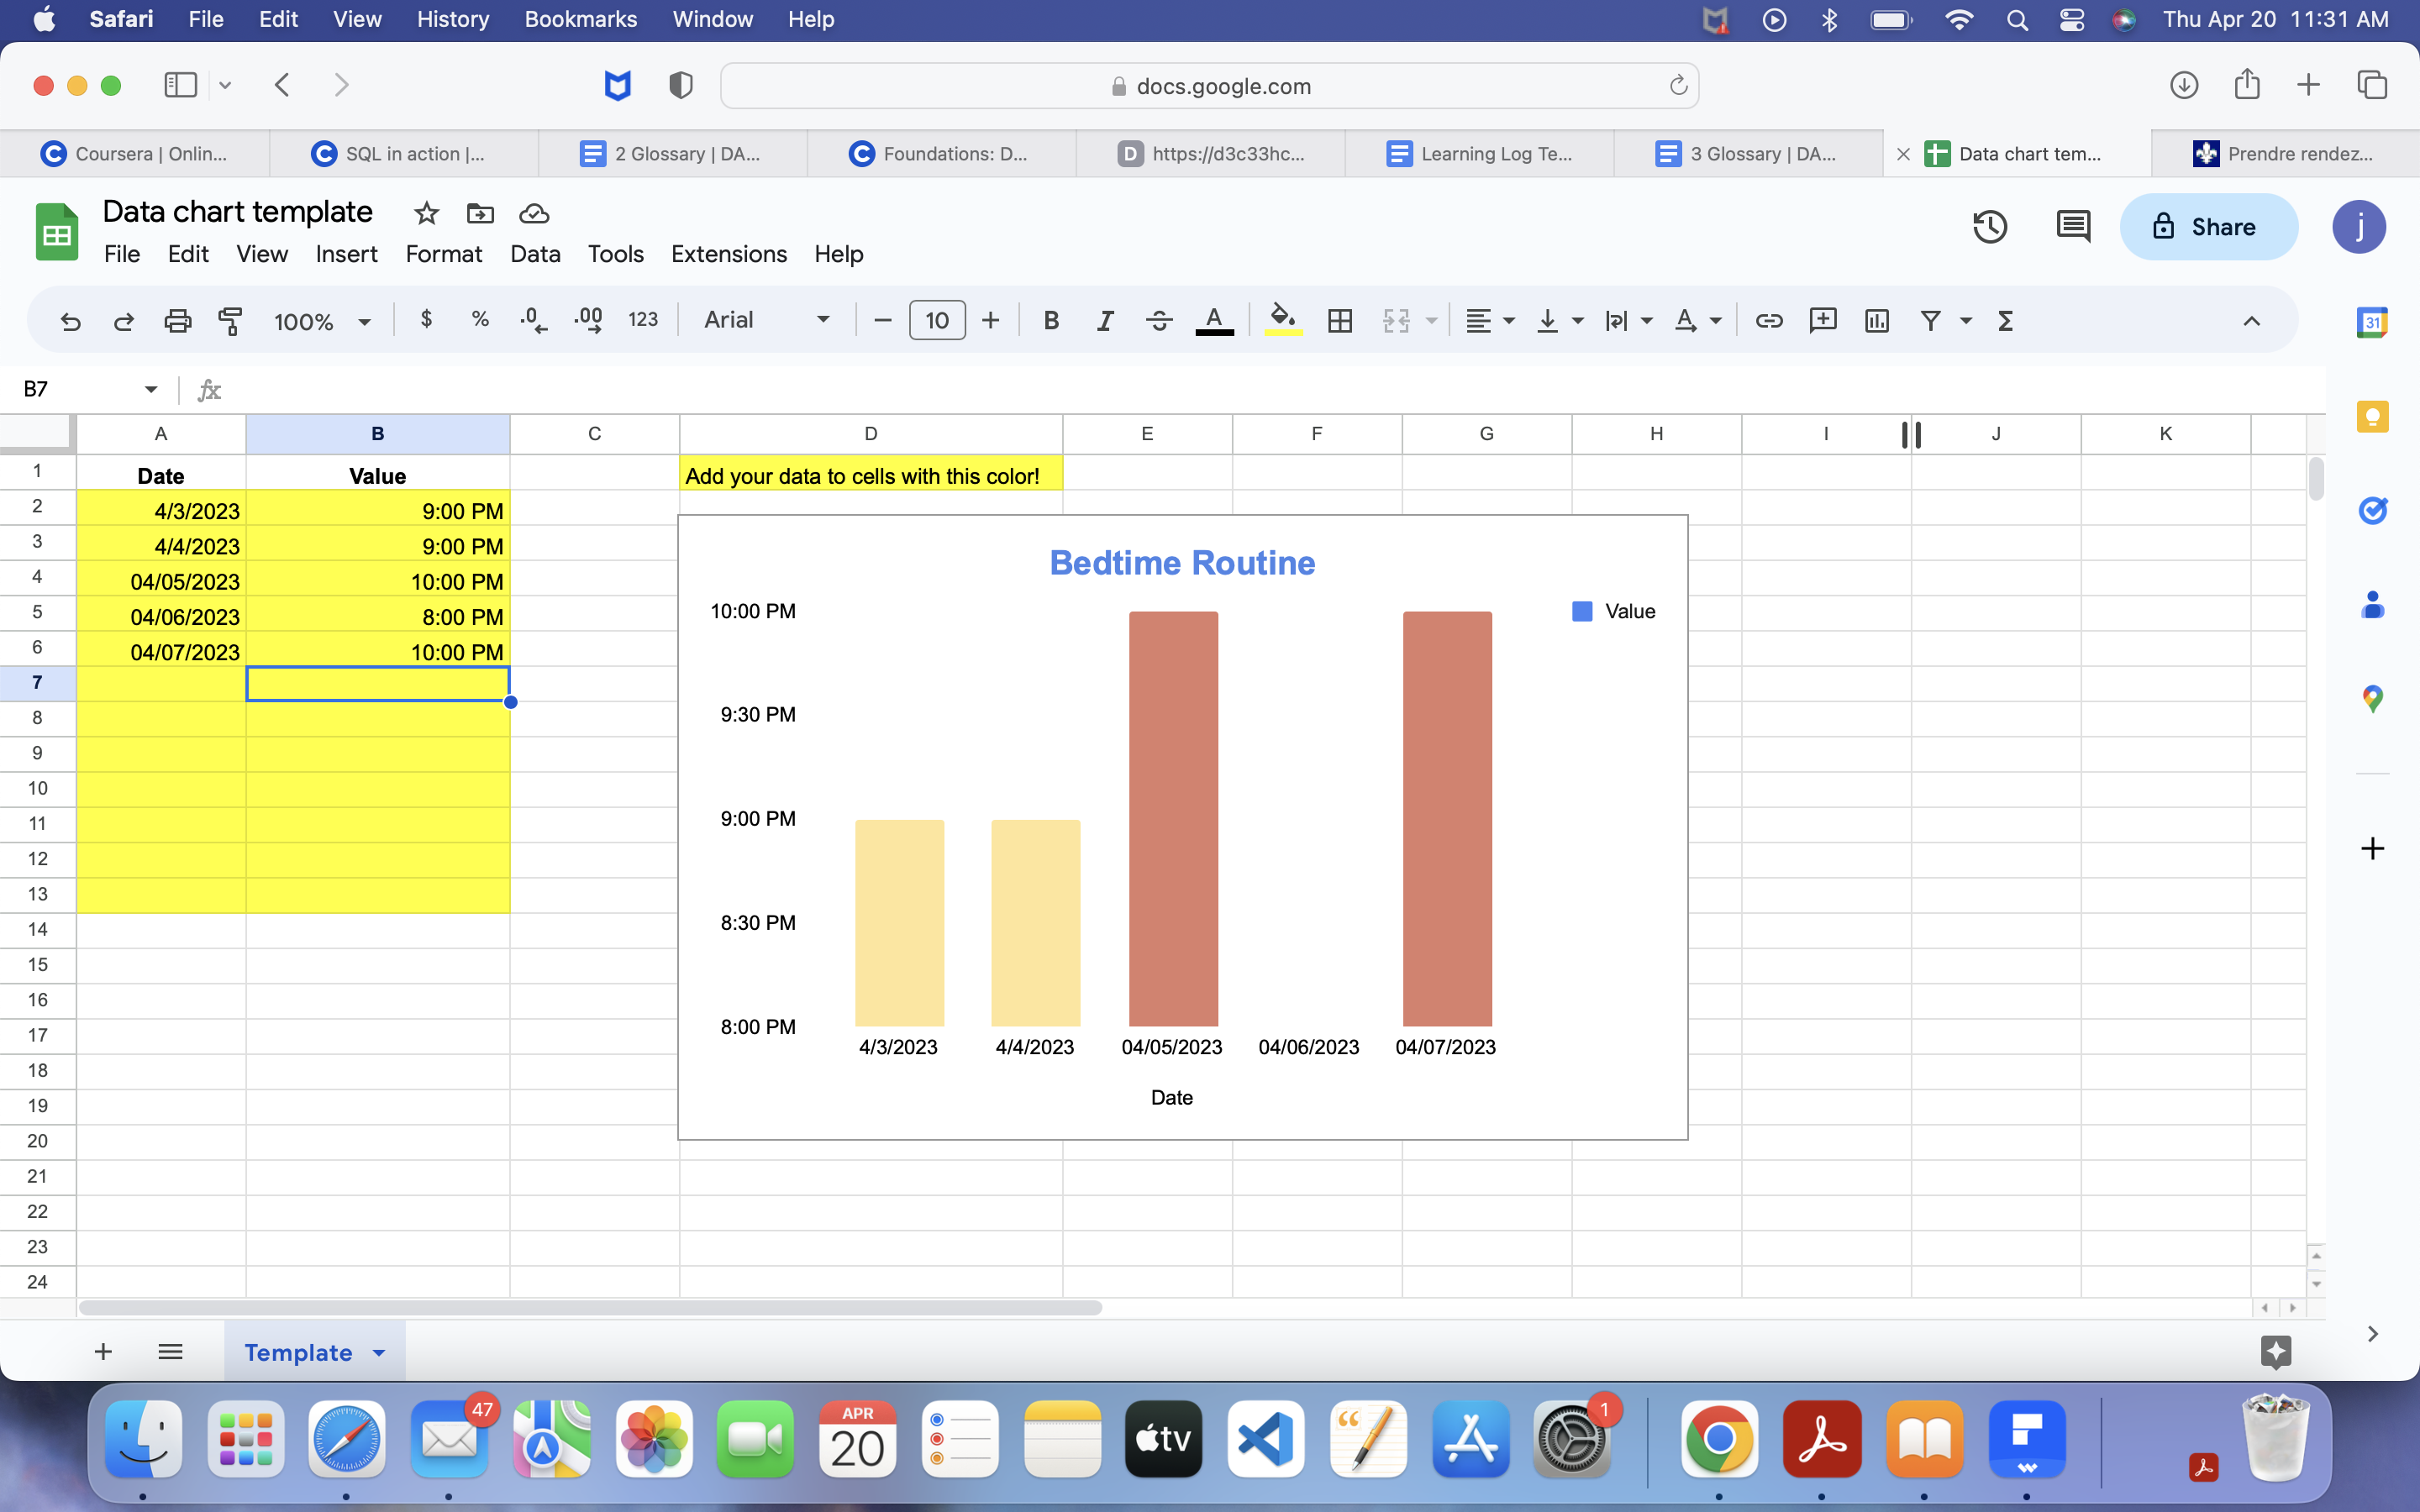 Safari File Edit View History Bookmarks Window Help Thu Apr 20 11:31 AM
docs.google.com
Coursera | Onlin... SQL in action |... 2 Glossary | DA... Foundations: D... D https://d3c33hc... Learning Log Te... 3 Glossary | DA... Data chart tem... Prendre rendez...
Data chart template
Share
j
File Edit View Insert Format Data Tools Extensions Help
100% $ % .0 .00 123 Arial 10 B I S A
31
B7 fx
A B C D E F G H I J K
1 Date Value Add your data to cells with this color!
2 4/3/2023 9:00 PM
3 4/4/2023 9:00 PM
4 04/05/2023 10:00 PM
5 04/06/2023 8:00 PM
6 04/07/2023 10:00 PM
7
8
9
10
11
12
13
14
15
16
17
18
19
20
21
22
23
24
Bedtime Routine
10:00 PM
Value
9:30 PM
9:00 PM
8:30 PM
8:00 PM
4/3/2023 4/4/2023 04/05/2023 04/06/2023 04/07/2023
Date
Template
47
APR
20
tv
1